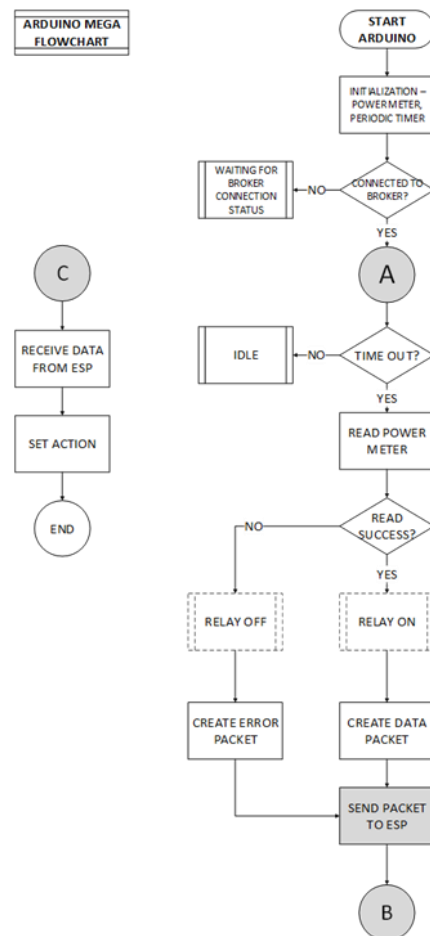 ARDUINO MEGA
FLOWCHART
START
ARDUINO
INITIALIZATION –
POWERMETER,
PERIODIC TIMER
WAITING FOR
BROKER
CONNECTION
STATUS
NO
CONNECTED TO
BROKER?
YES
C
A
RECEIVE DATA
FROM ESP
IDLE
NO
TIME OUT?
YES
SET ACTION
READ POWER
METER
END
NO
READ
SUCCESS?
YES
RELAY OFF
RELAY ON
CREATE ERROR
PACKET
CREATE DATA
PACKET
SEND PACKET
TO ESP
B